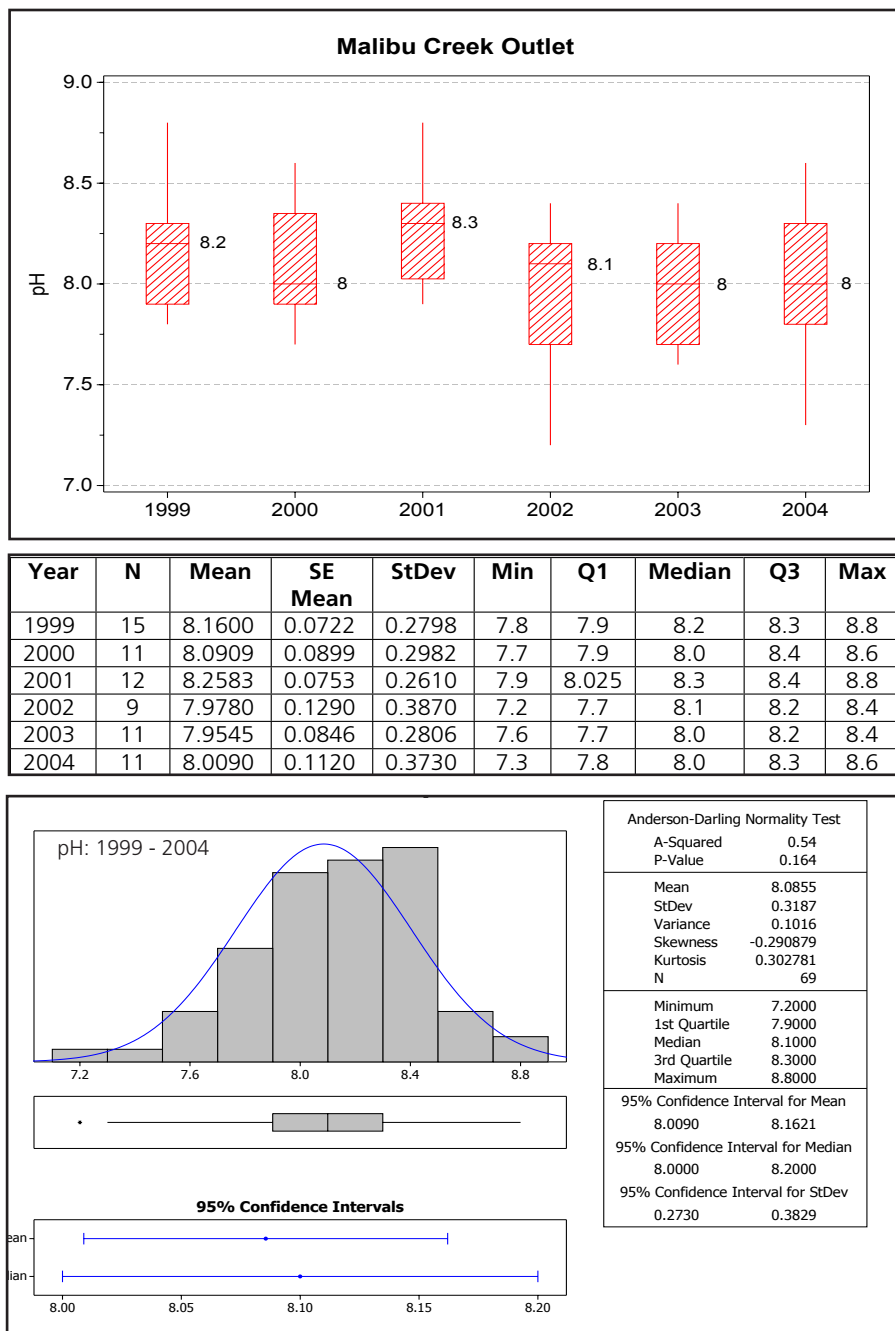 Malibu Creek Outlet
9.0
8.5
8.0
7.5
7.0
pH
8.2
8
8.3
8.1
8
8
1999 2000 2001 2002 2003 2004
Year N Mean SE Mean StDev Min Q1 Median Q3 Max
1999 15 8.1600 0.0722 0.2798 7.8 7.9 8.2 8.3 8.8
2000 11 8.0909 0.0899 0.2982 7.7 7.9 8.0 8.4 8.6
2001 12 8.2583 0.0753 0.2610 7.9 8.025 8.3 8.4 8.8
2002 9 7.9780 0.1290 0.3870 7.2 7.7 8.1 8.2 8.4
2003 11 7.9545 0.0846 0.2806 7.6 7.7 8.0 8.2 8.4
2004 11 8.0090 0.1120 0.3730 7.3 7.8 8.0 8.3 8.6
pH: 1999 - 2004
7.2 7.6 8.0 8.4 8.8
95% Confidence Intervals
ean
dian
8.00 8.05 8.10 8.15 8.20
Anderson-Darling Normality Test
A-Squared 0.54
P-Value 0.164
Mean 8.0855
StDev 0.3187
Variance 0.1016
Skewness -0.290879
Kurtosis 0.302781
N 69
Minimum 7.2000
1st Quartile 7.9000
Median 8.1000
3rd Quartile 8.3000
Maximum 8.8000
95% Confidence Interval for Mean
8.0090 8.1621
95% Confidence Interval for Median
8.0000 8.2000
95% Confidence Interval for StDev
0.2730 0.3829